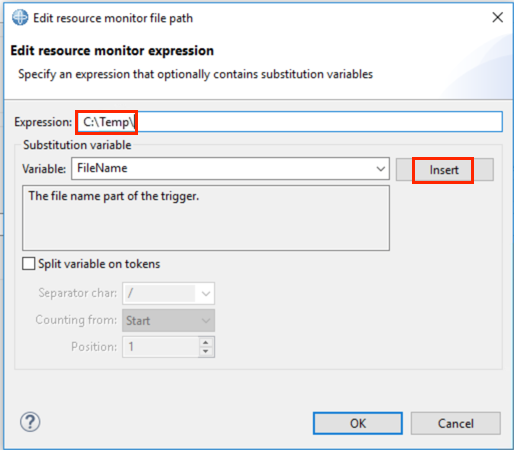 Edit resource monitor file path
Edit resource monitor expression
Specify an expression that optionally contains substitution variables
Expression: C:\Temp\
Substitution variable
Variable: FileName Insert
The file name part of the trigger.
Split variable on tokens
Separator char: /
Counting from: Start
Position: 1
? OK Cancel